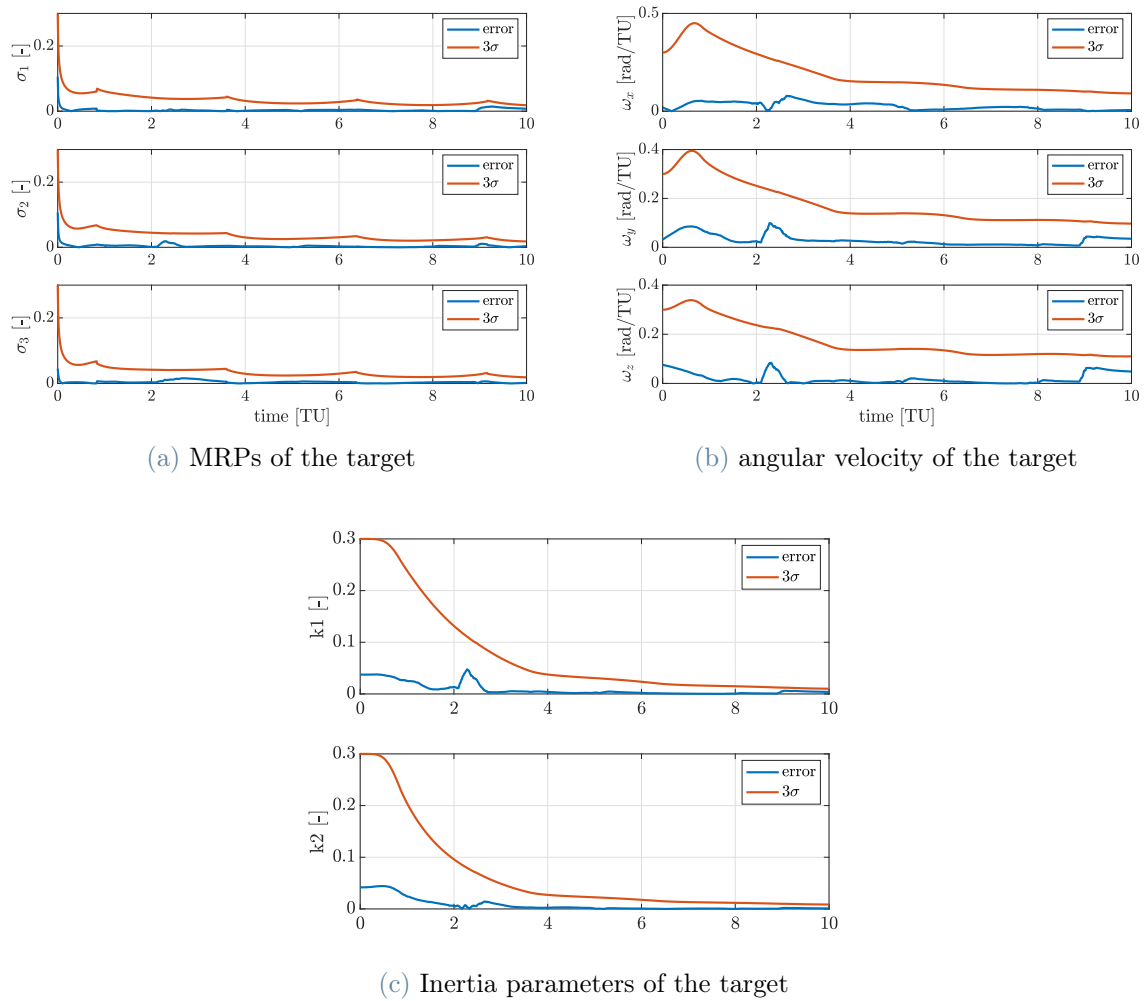 σ1 [-]
0.2
0
0 2 4 6 8 10
error
3σ
σ2 [-]
0.2
0
0 2 4 6 8 10
error
3σ
σ3 [-]
0.2
0
0 2 4 6 8 10
error
3σ
time [TU]
(a) MRPs of the target
ωx [rad/TU]
0.5
0
0 2 4 6 8 10
error
3σ
ωy [rad/TU]
0.4
0.2
0
0 2 4 6 8 10
error
3σ
ωz [rad/TU]
0.4
0.2
0
0 2 4 6 8 10
error
3σ
time [TU]
(b) angular velocity of the target
k1 [-]
0.3
0.2
0.1
0
0 2 4 6 8 10
error
3σ
k2 [-]
0.3
0.2
0.1
0
0 2 4 6 8 10
error
3σ
(c) Inertia parameters of the target